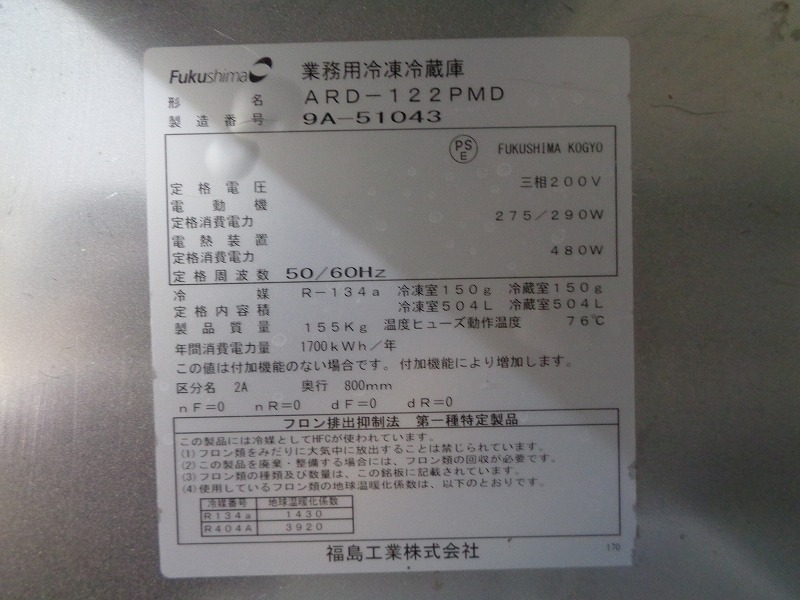 Fukushima 業務用冷凍冷蔵庫
形名 ARD-122PMD
製造番号 9A-51043
PS E FUKUSHIMA KOGYO
定格電圧 三相200V
電動機
定格消費電力 275/290W
電熱装置
定格消費電力 480W
定格周波数 50/60Hz
冷媒 R-134a 冷凍室150g 冷蔵室150g
定格内容積 冷凍室504L 冷蔵室504L
製品質量 155Kg 温度ヒューズ動作温度 76℃
年間消費電力量 1700kWh/年
この値は付加機能のない場合です。付加機能により増加します。
区分名 2A 奥行 800mm
nF=0 nR=0 dF=0 dR=0
フロン排出抑制法 第一種特定製品
この製品には冷媒としてHFCが使われています。
(1)フロン類をみだりに大気中に放出することは禁じられています。
(2)この製品を廃棄・整備する場合には、フロン類の回収が必要です。
(3)フロン類の種類及び数量は、この銘板に記載されています。
(4)使用しているフロン類の地球温暖化係数は、以下のとおりです。
冷媒番号 地球温暖化係数
R134a 1430
R404A 3920
福島工業株式会社
170